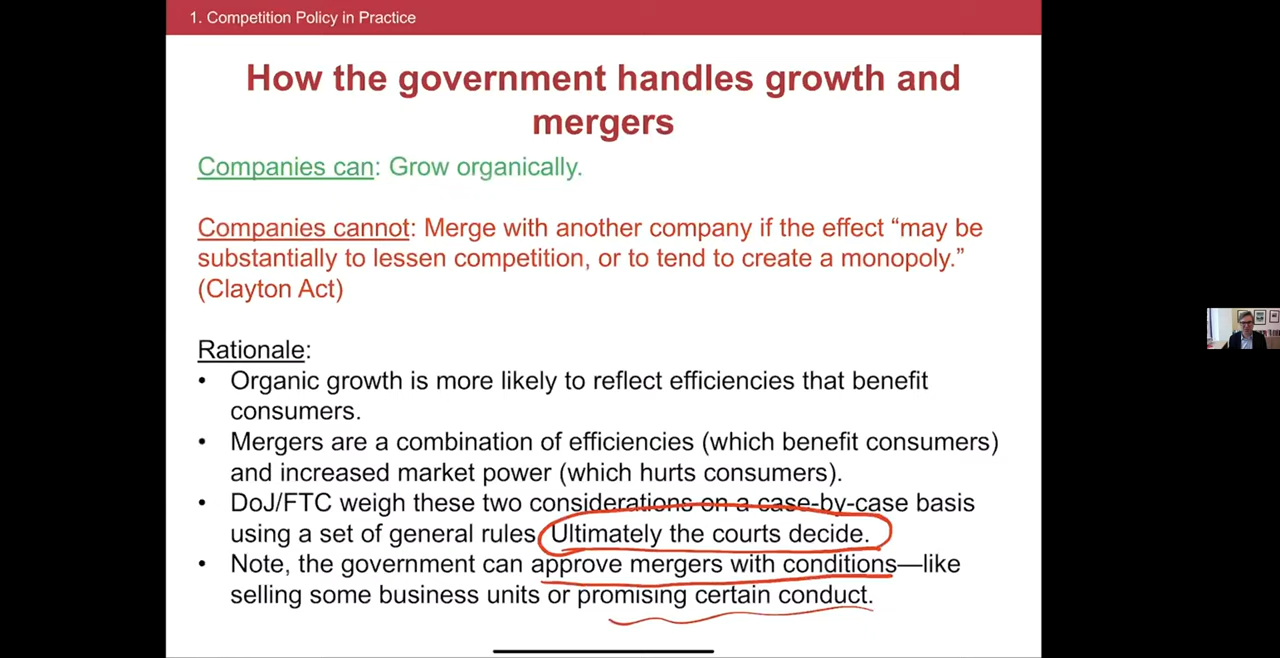 1. Competition Policy in Practice
How the government handles growth and
mergers
Companies can: Grow organically.
Companies cannot: Merge with another company if the effect “may be
substantially to lessen competition, or to tend to create a monopoly.”
(Clayton Act)
Rationale:
• Organic growth is more likely to reflect efficiencies that benefit
consumers.
• Mergers are a combination of efficiencies (which benefit consumers)
and increased market power (which hurts consumers).
• DoJ/FTC weigh these two considerations on a case-by-case basis
using a set of general rules. Ultimately the courts decide.
• Note, the government can approve mergers with conditions—like
selling some business units or promising certain conduct.